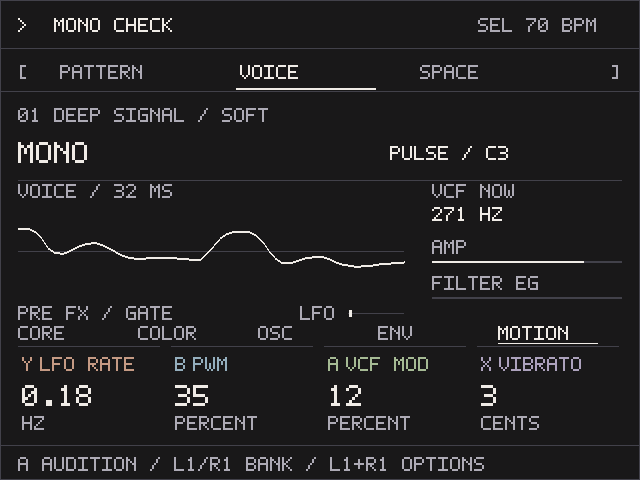 > MONO CHECK SEL 70 BPM
[ PATTERN VOICE SPACE ]
01 DEEP SIGNAL / SOFT
MONO PULSE / C3
VOICE / 32 MS VCF NOW
271 HZ
AMP
FILTER EG
PRE FX / GATE LFO
CORE COLOR OSC ENV MOTION
Y LFO RATE B PWM A VCF MOD X VIBRATO
0.18 35 12 3
HZ PERCENT PERCENT CENTS
A AUDITION / L1/R1 BANK / L1+R1 OPTIONS